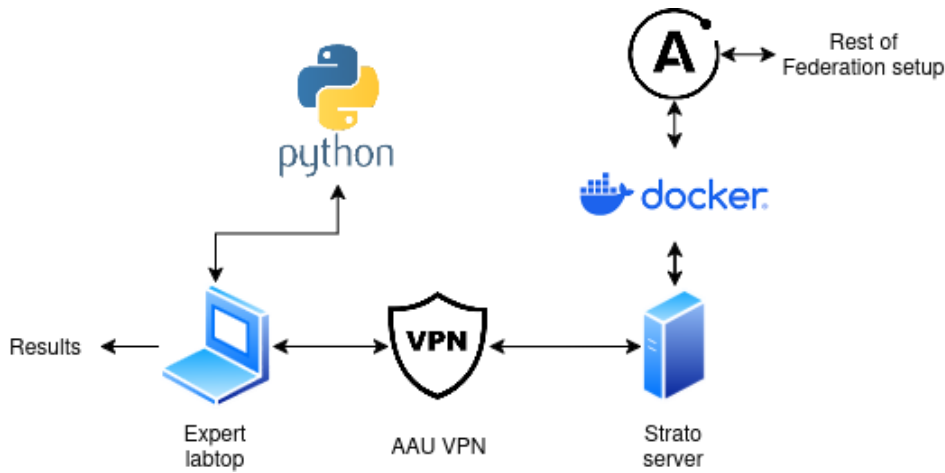 A
Rest of
Federation setup
python
docker.
Results
VPN
Expert
labtop
AAU VPN
Strato
server